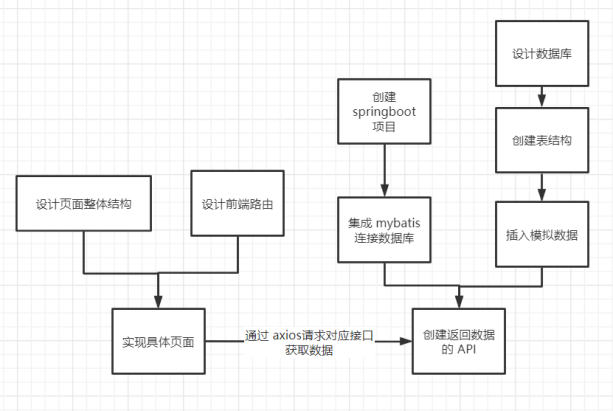 设计数据库
创建
springboot
项目
创建表结构
设计页面整体结构
设计前端路由
集成 mybatis
连接数据库
插入模拟数据
实现具体页面
通过 axios请求对应接口
获取数据
创建返回数据
的 API